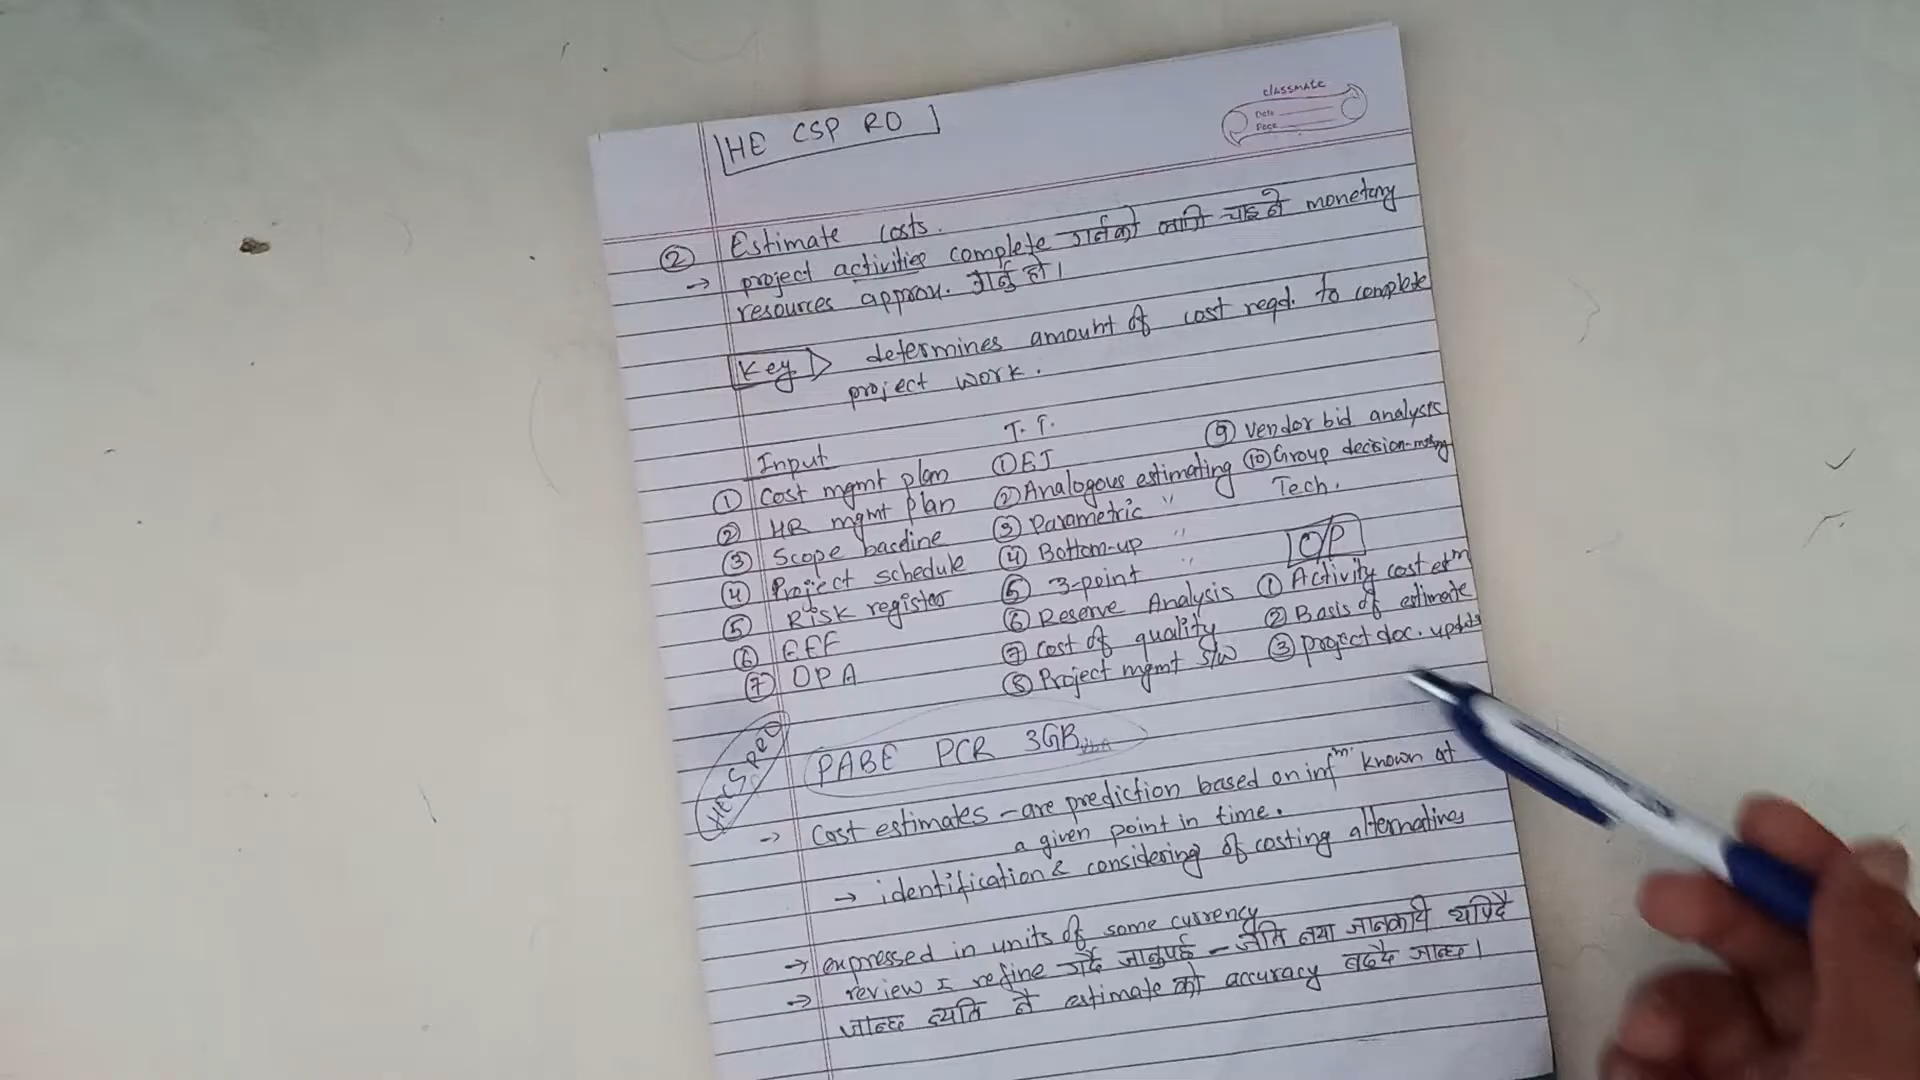 HE CSP RO
classmate
Date
Page
② Estimate costs.
→ project activities complete गर्नको लागि चाहिने monetary
resources approx. गर्नु हो।
Key determines amount of cost reqd. to complete
project work.
Input
① Cost mgmt plan
② HR mgmt plan
③ Scope baseline
④ Project schedule
⑤ Risk register
⑥ EEF
⑦ OPA
T. T.
① EJ
② Analogous estimating
③ Parametric "
④ Bottom-up "
⑤ 3-point "
⑥ Reserve Analysis
⑦ Cost of quality
⑧ Project mgmt S/W
⑨ Vendor bid analysis
⑩ Group decision-making
Tech.
O/P
① Activity cost estm
② Basis of estimate
③ project doc. updats
PABE PCR 3GB
→ Cost estimates - are prediction based on infm. known at
a given point in time.
→ identification & considering of costing alternatives
→ expressed in units of some currency
→ review र refine गर्दै जानुपर्छ - जति नया जानकारी थपिदै
जान्छ त्यति नै estimate को accuracy बढ्दै जान्छ।